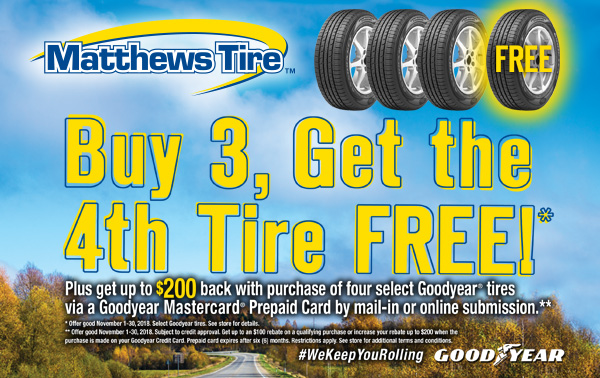 Matthews Tire™
FREE
Buy 3, Get the
4th Tire FREE!*
Plus get up to $200 back with purchase of four select Goodyear® tires
via a Goodyear Mastercard® Prepaid Card by mail-in or online submission.**
* Offer good November 1-30, 2018. Select Goodyear tires. See store for details.
** Offer good November 1-30, 2018. Subject to credit approval. Get up to an $100 rebate on a qualifying purchase or increase your rebate up to $200 when the
purchase is made on your Goodyear Credit Card. Prepaid card expires after six (6) months. Restrictions apply. See store for additional terms and conditions.
#WeKeepYouRolling GOODYEAR